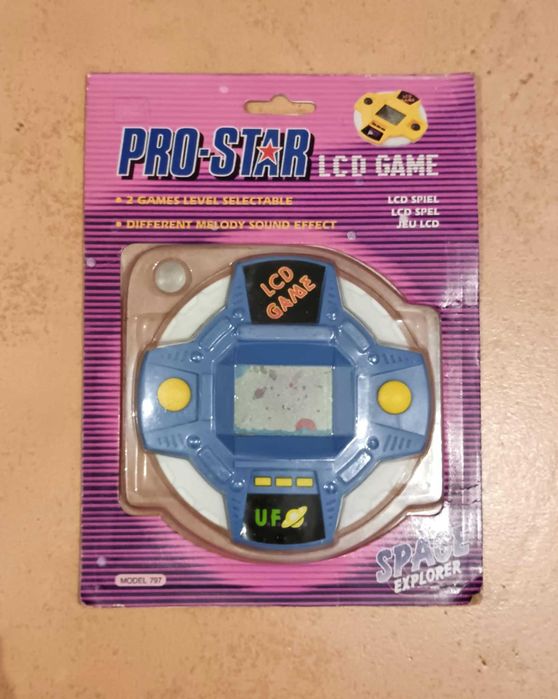 PRO-STAR LCD GAME
• 2 GAMES LEVEL SELECTABLE
• DIFFERENT MELODY SOUND EFFECT
LCD SPIEL
LCD SPEL
JEU LCD
LCD
GAME
U.F.O
SPACE
EXPLORER
MODEL 797